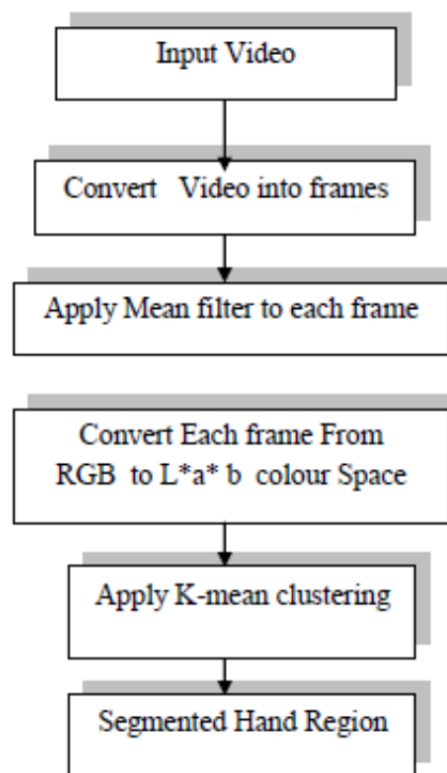 Input Video
Convert Video into frames
Apply Mean filter to each frame
Convert Each frame From
RGB to L*a* b colour Space
Apply K-mean clustering
Segmented Hand Region